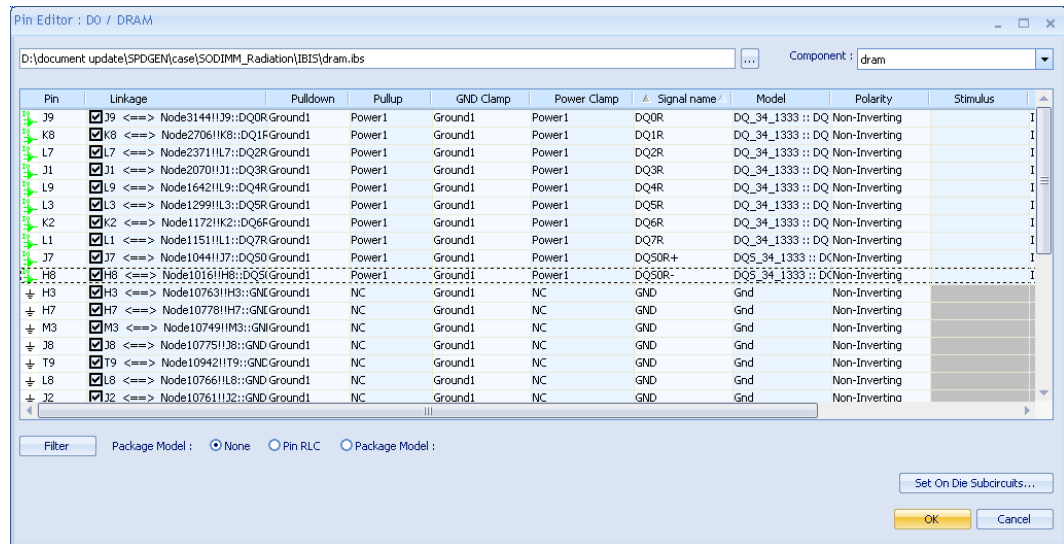 Pin Editor : D0 / DRAM
D:\document update\SPDGEN\case\SODIMM_Radiation\IBIS\dram.ibs ... Component : dram
Pin Linkage Pulldown Pullup GND Clamp Power Clamp Signal name Model Polarity Stimulus
J9 J9 <==> Node3144!!J9::DQ0R Ground1 Power1 Ground1 Power1 DQ0R DQ_34_1333 :: DQ Non-Inverting
K8 K8 <==> Node2706!!K8::DQ1R Ground1 Power1 Ground1 Power1 DQ1R DQ_34_1333 :: DQ Non-Inverting
L7 L7 <==> Node2371!!L7::DQ2R Ground1 Power1 Ground1 Power1 DQ2R DQ_34_1333 :: DQ Non-Inverting
J1 J1 <==> Node2070!!J1::DQ3R Ground1 Power1 Ground1 Power1 DQ3R DQ_34_1333 :: DQ Non-Inverting
L9 L9 <==> Node1642!!L9::DQ4R Ground1 Power1 Ground1 Power1 DQ4R DQ_34_1333 :: DQ Non-Inverting
L3 L3 <==> Node1299!!L3::DQ5R Ground1 Power1 Ground1 Power1 DQ5R DQ_34_1333 :: DQ Non-Inverting
K2 K2 <==> Node1172!!K2::DQ6R Ground1 Power1 Ground1 Power1 DQ6R DQ_34_1333 :: DQ Non-Inverting
L1 L1 <==> Node1151!!L1::DQ7R Ground1 Power1 Ground1 Power1 DQ7R DQ_34_1333 :: DQ Non-Inverting
J7 J7 <==> Node1044!!J7::DQS0 Ground1 Power1 Ground1 Power1 DQS0R+ DQS_34_1333 :: DQ Non-Inverting
H8 H8 <==> Node1016!!H8::DQS0 Ground1 Power1 Ground1 Power1 DQS0R- DQS_34_1333 :: DQ Non-Inverting
H3 H3 <==> Node10763!!H3::GND Ground1 NC Ground1 NC GND Gnd Non-Inverting
H7 H7 <==> Node10778!!H7::GND Ground1 NC Ground1 NC GND Gnd Non-Inverting
M3 M3 <==> Node10749!!M3::GND Ground1 NC Ground1 NC GND Gnd Non-Inverting
J8 J8 <==> Node10775!!J8::GND Ground1 NC Ground1 NC GND Gnd Non-Inverting
T9 T9 <==> Node10942!!T9::GND Ground1 NC Ground1 NC GND Gnd Non-Inverting
L8 L8 <==> Node10766!!L8::GND Ground1 NC Ground1 NC GND Gnd Non-Inverting
J2 J2 <==> Node10761!!J2::GND Ground1 NC Ground1 NC GND Gnd Non-Inverting
Filter Package Model : None Pin RLC Package Model :
Set On Die Subcircuits...
OK Cancel